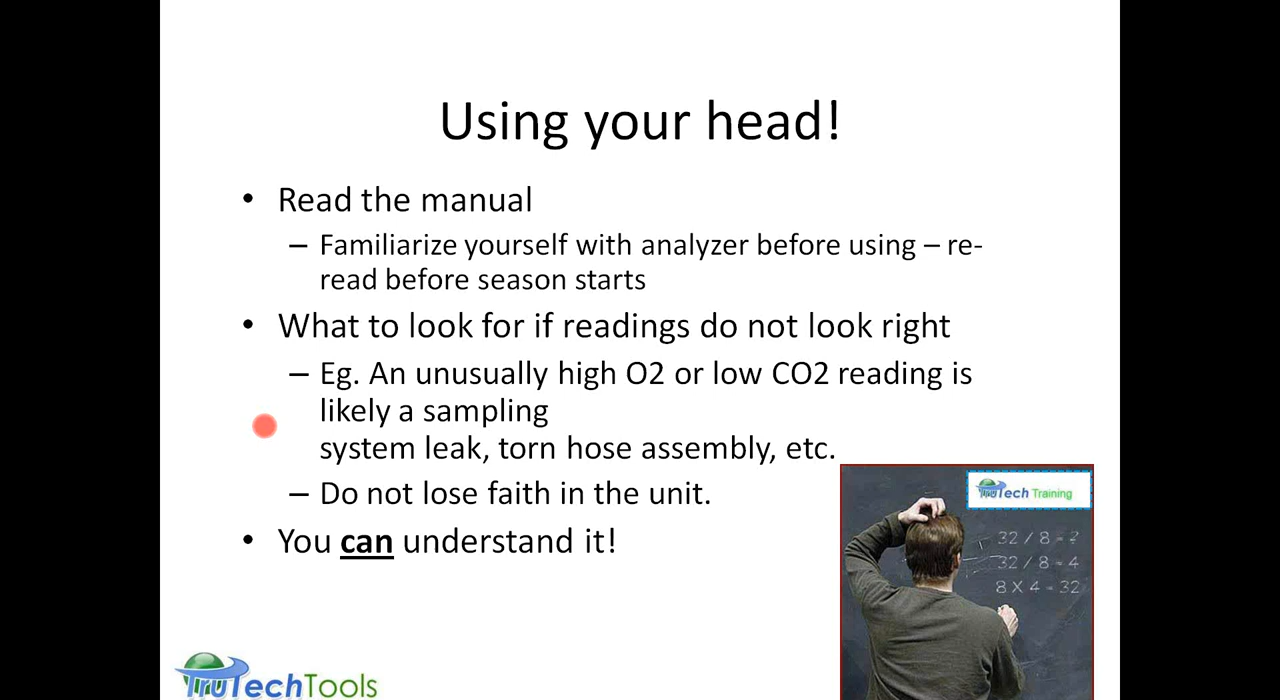 Using your head!
• Read the manual
– Familiarize yourself with analyzer before using – re-
read before season starts
• What to look for if readings do not look right
– Eg. An unusually high O2 or low CO2 reading is
likely a sampling
system leak, torn hose assembly, etc.
– Do not lose faith in the unit.
• You can understand it!
TruTech Training
32 / 8 = ?
32 / 8 = 4
8 X 4 = 32
TruTechTools